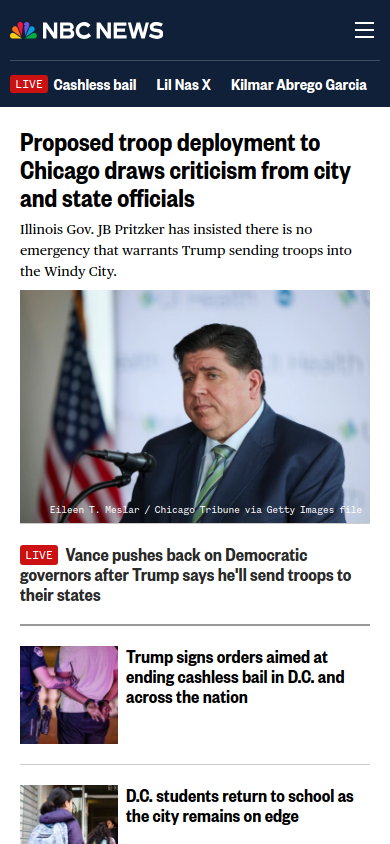 NBC NEWS
LIVE Cashless bail Lil Nas X Kilmar Abrego Garcia
Proposed troop deployment to
Chicago draws criticism from city
and state officials
Illinois Gov. JB Pritzker has insisted there is no
emergency that warrants Trump sending troops into
the Windy City.
Health
Eileen T. Meslar / Chicago Tribune via Getty Images file
LIVE Vance pushes back on Democratic
governors after Trump says he'll send troops to
their states
Trump signs orders aimed at
ending cashless bail in D.C. and
across the nation
D.C. students return to school as
the city remains on edge